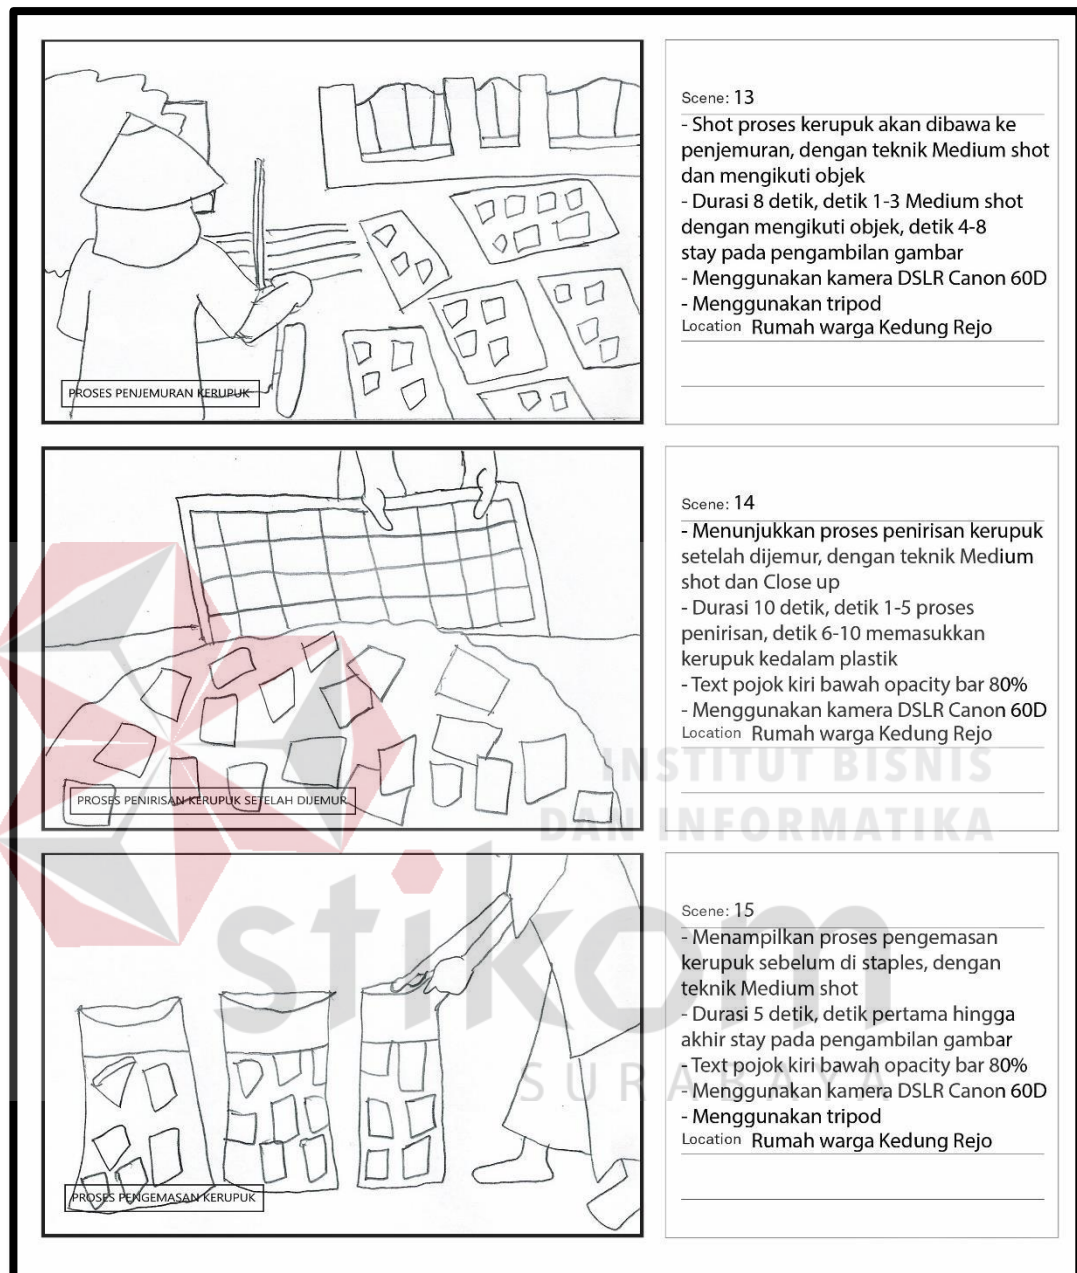 PROSES PENJEMURAN KERUPUK
Scene: 13
- Shot proses kerupuk akan dibawa ke
penjemuran, dengan teknik Medium shot
dan mengikuti objek
- Durasi 8 detik, detik 1-3 Medium shot
dengan mengikuti objek, detik 4-8
stay pada pengambilan gambar
- Menggunakan kamera DSLR Canon 60D
- Menggunakan tripod
Location Rumah warga Kedung Rejo
PROSES PENIRISAN KERUPUK SETELAH DIJEMUR
Scene: 14
- Menunjukkan proses penirisan kerupuk
setelah dijemur, dengan teknik Medium
shot dan Close up
- Durasi 10 detik, detik 1-5 proses
penirisan, detik 6-10 memasukkan
kerupuk kedalam plastik
- Text pojok kiri bawah opacity bar 80%
- Menggunakan kamera DSLR Canon 60D
Location Rumah warga Kedung Rejo
INSTITUT BISNIS
DAN INFORMATIKA
stikom
SURABAYA
PROSES PENGEMASAN KERUPUK
Scene: 15
- Menampilkan proses pengemasan
kerupuk sebelum di staples, dengan
teknik Medium shot
- Durasi 5 detik, detik pertama hingga
akhir stay pada pengambilan gambar
- Text pojok kiri bawah opacity bar 80%
- Menggunakan kamera DSLR Canon 60D
- Menggunakan tripod
Location Rumah warga Kedung Rejo